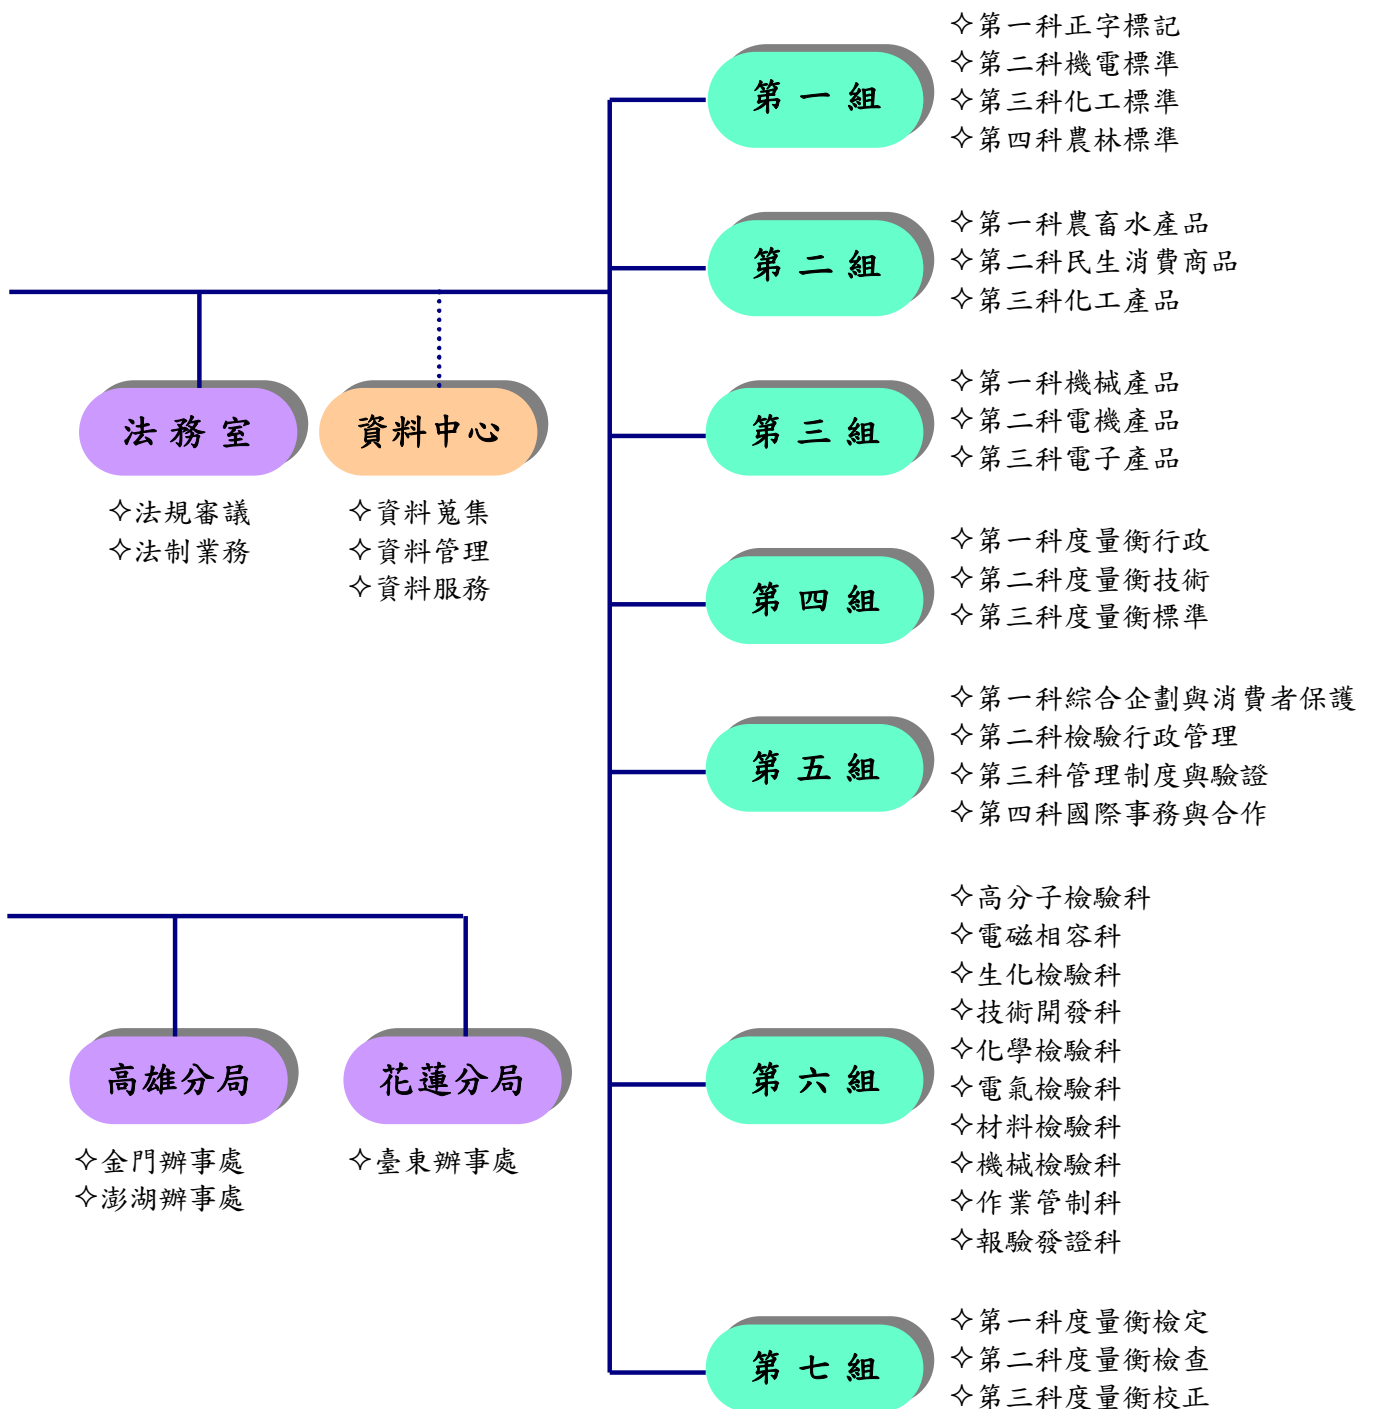 第一組
✧第一科正字標記
✧第二科機電標準
✧第三科化工標準
✧第四科農林標準
第二組
✧第一科農畜水產品
✧第二科民生消費商品
✧第三科化工產品
法務室
✧法規審議
✧法制業務
資料中心
✧資料蒐集
✧資料管理
✧資料服務
第三組
✧第一科機械產品
✧第二科電機產品
✧第三科電子產品
第四組
✧第一科度量衡行政
✧第二科度量衡技術
✧第三科度量衡標準
第五組
✧第一科綜合企劃與消費者保護
✧第二科檢驗行政管理
✧第三科管理制度與驗證
✧第四科國際事務與合作
高雄分局
✧金門辦事處
✧澎湖辦事處
花蓮分局
✧臺東辦事處
第六組
✧高分子檢驗科
✧電磁相容科
✧生化檢驗科
✧技術開發科
✧化學檢驗科
✧電氣檢驗科
✧材料檢驗科
✧機械檢驗科
✧作業管制科
✧報驗發證科
第七組
✧第一科度量衡檢定
✧第二科度量衡檢查
✧第三科度量衡校正